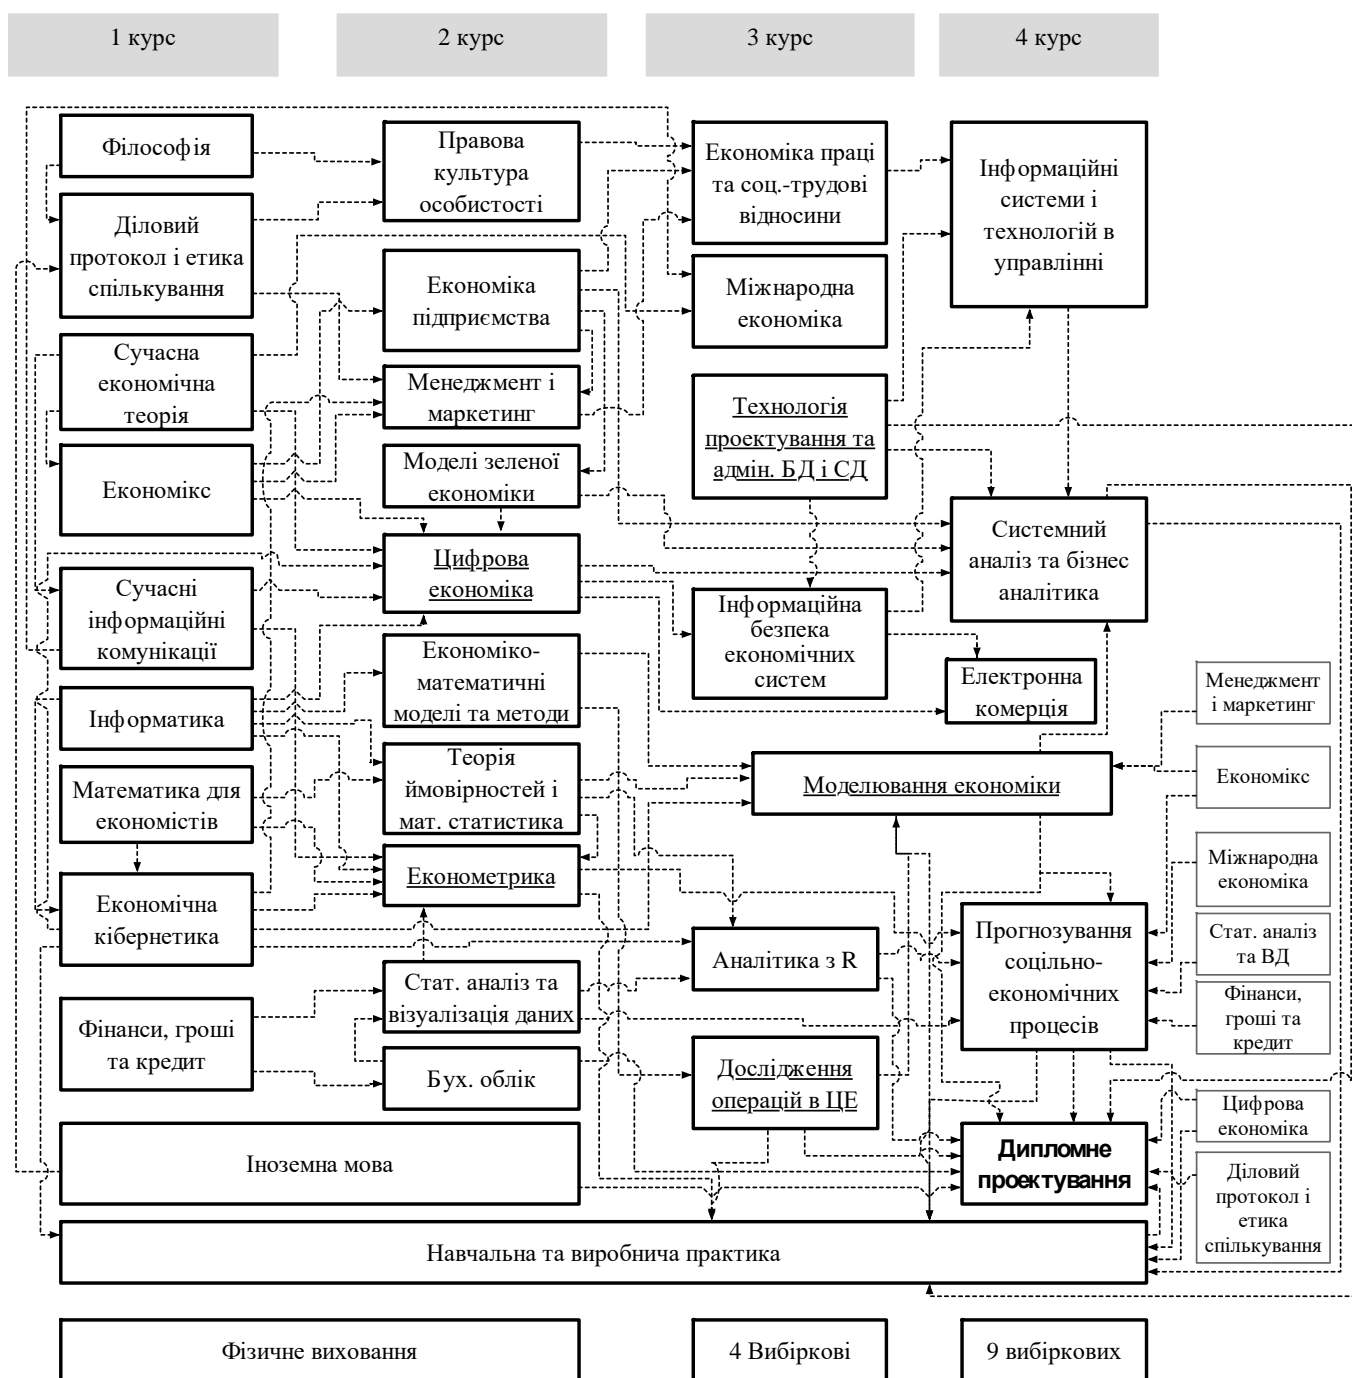 1 курс
2 курс
3 курс
4 курс
Філософія
Діловий
протокол і етика
спількування
Сучасна
економічна
теорія
Економікс
Сучасні
інформаційні
комунікації
Інформатика
Математика для
економістів
Економічна
кібернетика
Фінанси, гроші
та кредит
Іноземна мова
Навчальна та виробнича практика
Фізичне виховання
Правова
культура
особистості
Економіка
підприємства
Менеджмент і
маркетинг
Моделі зеленої
економіки
Цифрова
економіка
Економіко-
математичні
моделі та методи
Теорія
ймовірностей і
мат. статистика
Економетрика
Стат. аналіз та
візуалізація даних
Бух. облік
Економіка праці
та соц.-трудові
відносини
Міжнародна
економіка
Технологія
проектування та
адмін. БД і СД
Інформаційна
безпека
економічних
систем
Моделювання економіки
Аналітика з R
Дослідження
операцій в ЦЕ
4 Вибіркові
Інформаційні
системи і
технологій в
управлінні
Системний
аналіз та бізнес
аналітика
Електронна
комерція
Прогнозування
соцільно-
економічних
процесів
Дипломне
проектування
9 вибіркових
Менеджмент
і маркетинг
Економікс
Міжнародна
економіка
Стат. аналіз
та ВД
Фінанси,
гроші та
кредит
Цифрова
економіка
Діловий
протокол і
етика
спількування